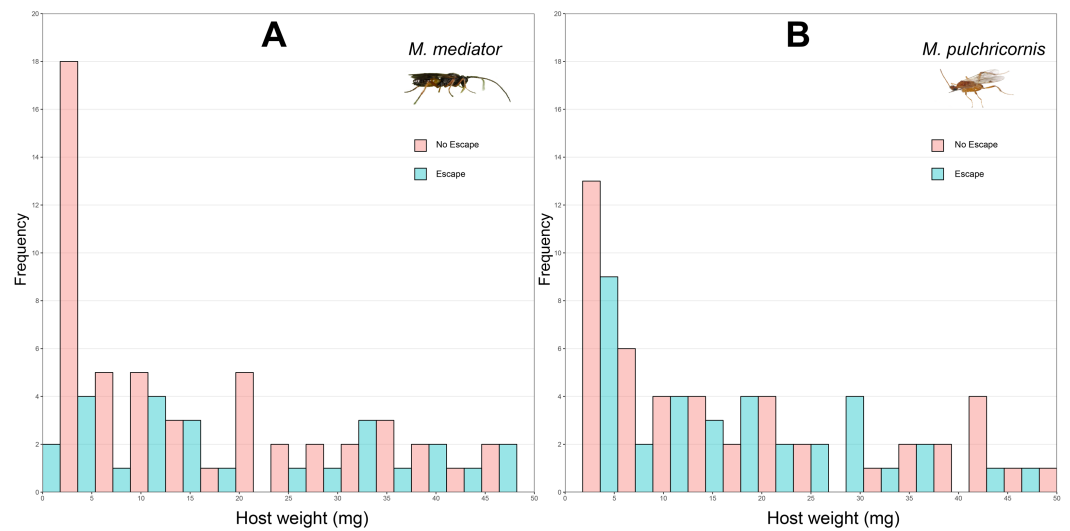 A
M. mediator
No Escape
Escape
Frequency
20
18
16
14
12
10
8
6
4
2
0
0 5 10 15 20 25 30 35 40 45 50
Host weight (mg)
B
M. pulchricornis
No Escape
Escape
Frequency
20
18
16
14
12
10
8
6
4
2
0
0 5 10 15 20 25 30 35 40 45 50
Host weight (mg)